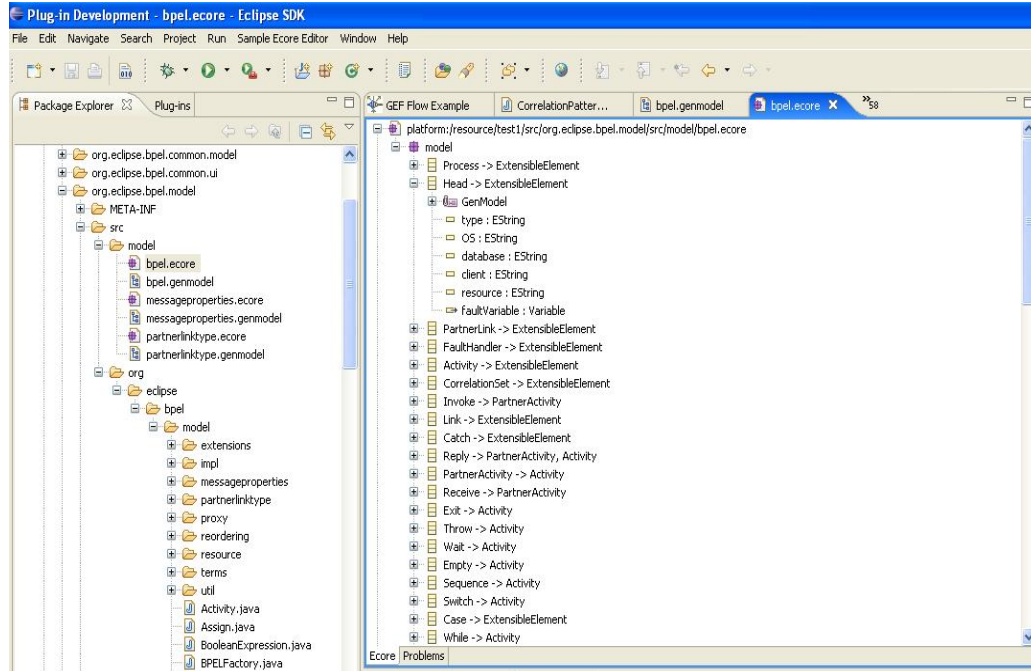 Plug-in Development - bpel.ecore - Eclipse SDK
File Edit Navigate Search Project Run Sample Ecore Editor Window Help
Package Explorer Plug-ins
org.eclipse.bpel.common.model
org.eclipse.bpel.common.ui
org.eclipse.bpel.model
META-INF
src
model
bpel.ecore
bpel.genmodel
messageproperties.ecore
messageproperties.genmodel
partnerlinktype.ecore
partnerlinktype.genmodel
org
eclipse
bpel
model
extensions
impl
messageproperties
partnerlinktype
proxy
reordering
resource
terms
util
Activity.java
Assign.java
BooleanExpression.java
BPELFactory.java
GEF Flow Example CorrelationPatter... bpel.genmodel bpel.ecore »58
platform:/resource/test1/src/org.eclipse.bpel.model/src/model/bpel.ecore
model
Process -> ExtensibleElement
Head -> ExtensibleElement
GenModel
type : EString
OS : EString
database : EString
client : EString
resource : EString
faultVariable : Variable
PartnerLink -> ExtensibleElement
FaultHandler -> ExtensibleElement
Activity -> ExtensibleElement
CorrelationSet -> ExtensibleElement
Invoke -> PartnerActivity
Link -> ExtensibleElement
Catch -> ExtensibleElement
Reply -> PartnerActivity, Activity
PartnerActivity -> Activity
Receive -> PartnerActivity
Exit -> Activity
Throw -> Activity
Wait -> Activity
Empty -> Activity
Sequence -> Activity
Switch -> Activity
Case -> ExtensibleElement
While -> Activity
Ecore Problems